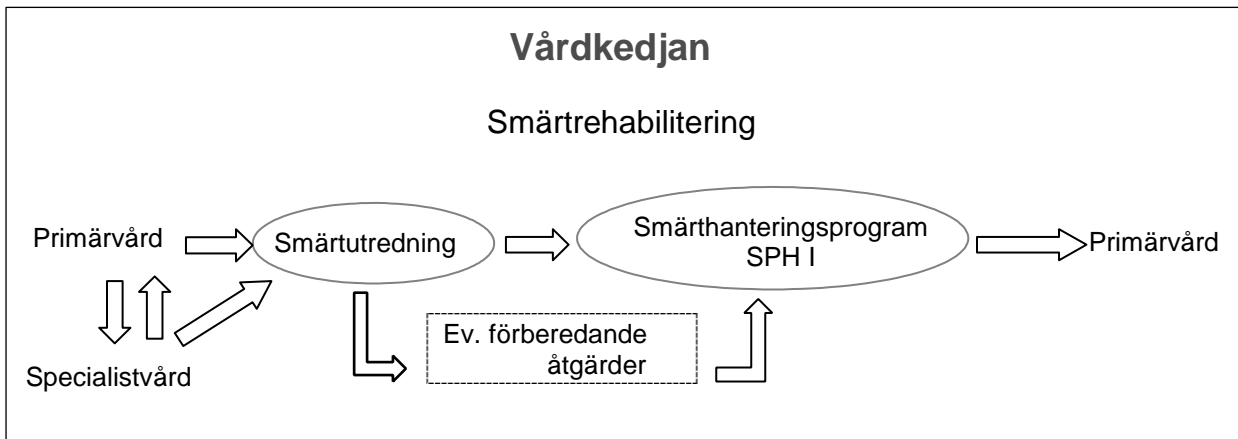 Vårdkedjan
Smärtrehabilitering
Primärvård
Smärtutredning
Smärthanteringsprogram
SPH I
Primärvård
Ev. förberedande
åtgärder
Specialistvård